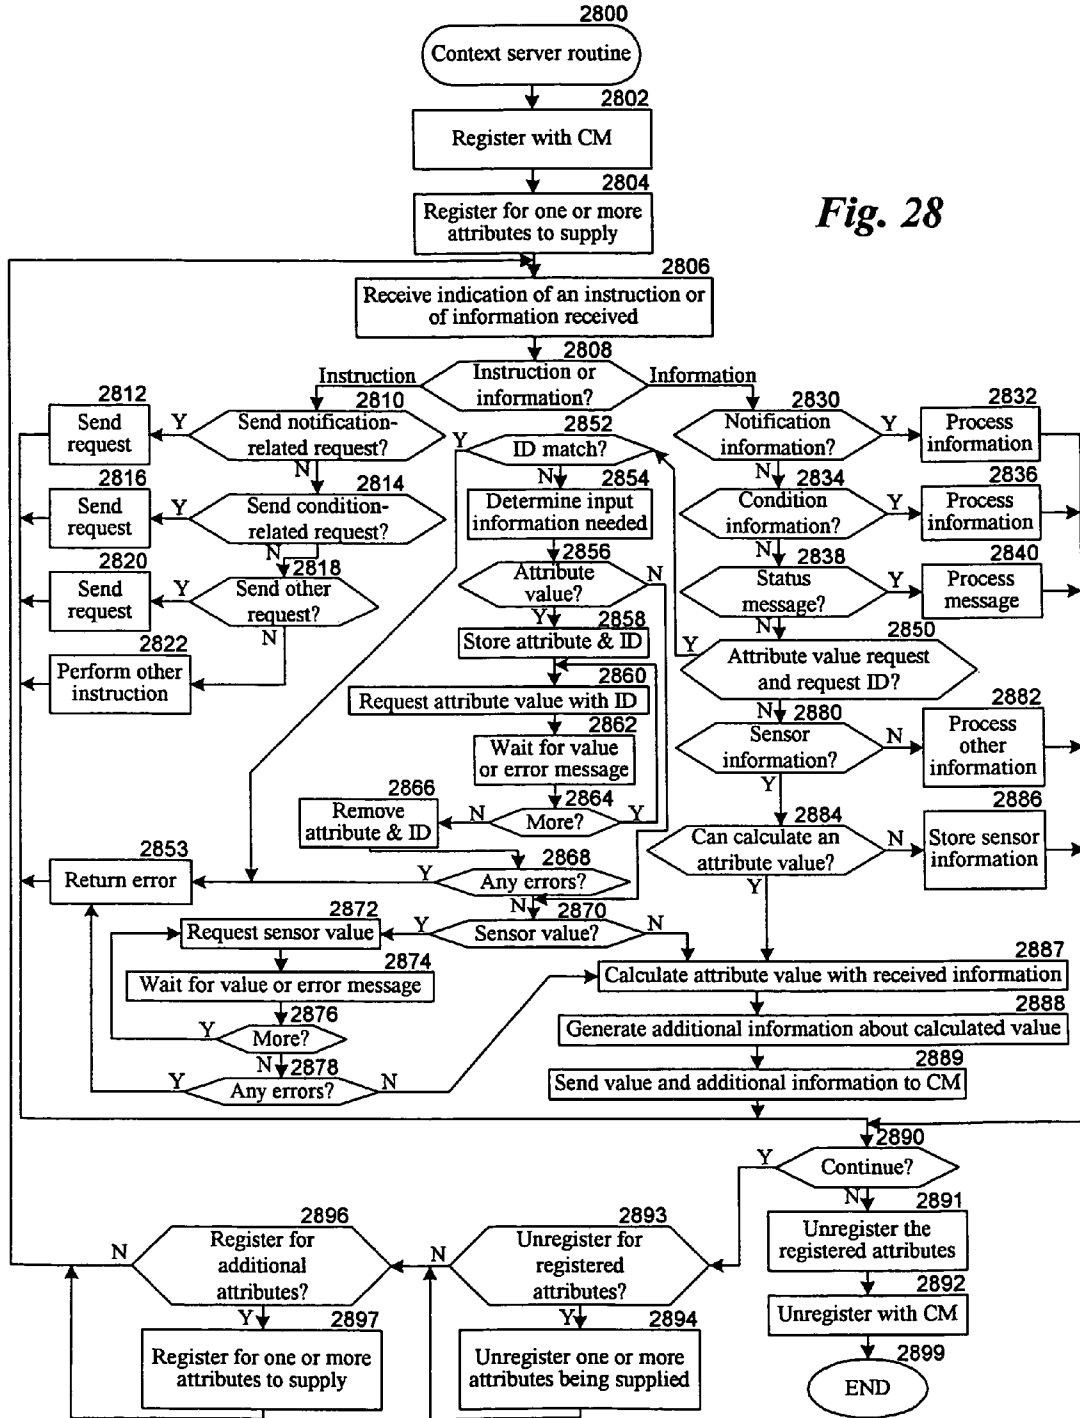 2800
Context server routine
2802
Register with CM
2804
Register for one or more
attributes to supply
Fig. 28
2806
Receive indication of an instruction or
of information received
2808
Instruction or
information?
Instruction
Information
2812
Send
request
Y
2810
Send notification-
related request?
N
2816
Send
request
Y
2814
Send condition-
related request?
N
2820
Send
request
Y
2818
Send other
request?
N
2822
Perform other
instruction
2852
Y
ID match?
N
2854
Determine input
information needed
2856
Attribute
value?
N
Y
2858
Store attribute & ID
2860
Request attribute value with ID
2862
Wait for value
or error message
2864
More?
N
Y
2866
Remove
attribute & ID
2868
Any errors?
Y
N
2853
Return error
2870
Sensor value?
Y
N
2872
Request sensor value
2874
Wait for value or error message
2876
Y
More?
N
2878
Y
Any errors?
N
2830
Notification
information?
Y
N
2832
Process
information
2834
Condition
information?
Y
N
2836
Process
information
2838
Status
message?
Y
N
2840
Process
message
2850
Y
Attribute value request
and request ID?
N
2880
Sensor
information?
N
Y
2882
Process
other
information
2884
Can calculate an
attribute value?
N
Y
2886
Store sensor
information
2887
Calculate attribute value with received information
2888
Generate additional information about calculated value
2889
Send value and additional information to CM
2890
Y
Continue?
N
2891
Unregister the
registered attributes
2892
Unregister with CM
2899
END
2893
Unregister for
registered
attributes?
N
Y
2894
Unregister one or more
attributes being supplied
2896
Register for
additional
attributes?
N
Y
2897
Register for one or more
attributes to supply